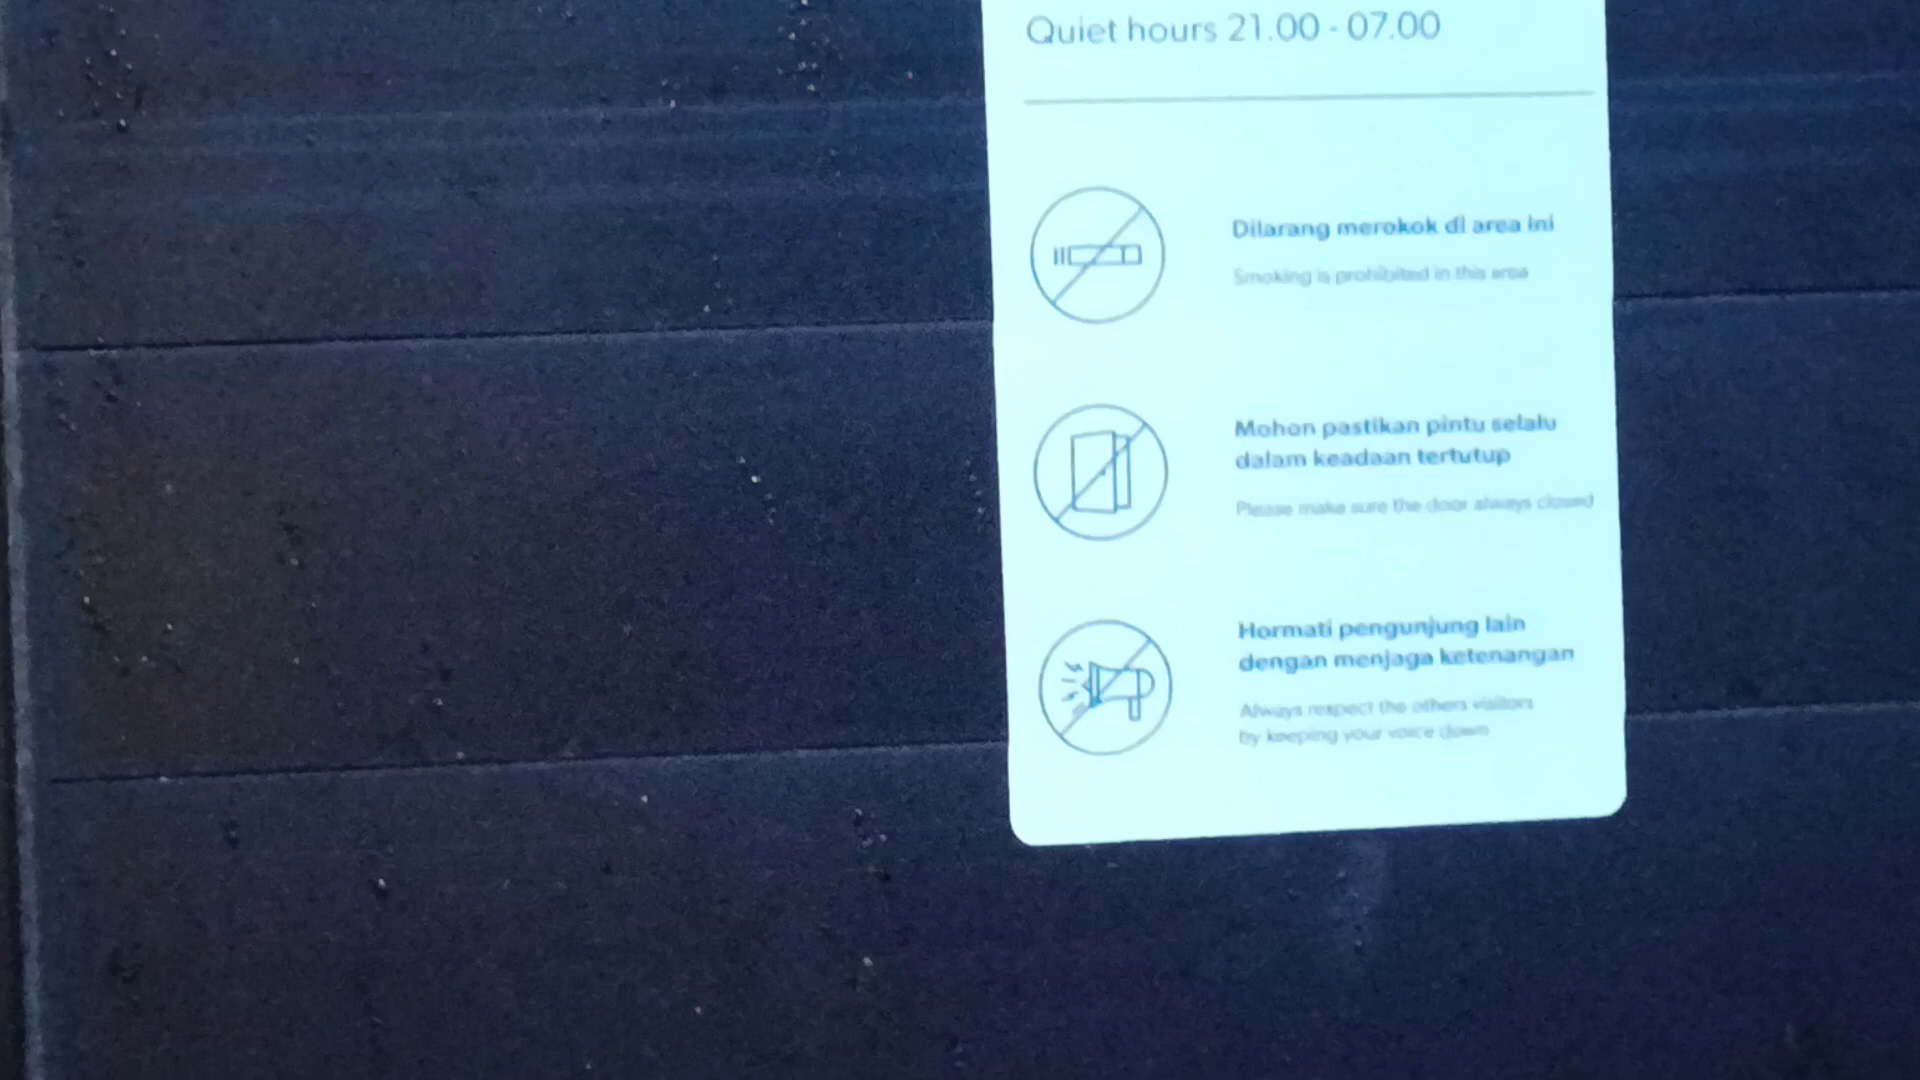 Quiet hours 21.00 - 07.00
Dilarang merokok di area ini
Smoking is prohibited in this area
Mohon pastikan pintu selalu
dalam keadaan tertutup
Please make sure the door always closed
Hormati pengunjung lain
dengan menjaga ketenangan
Always respect the others visitors
by keeping your voice down